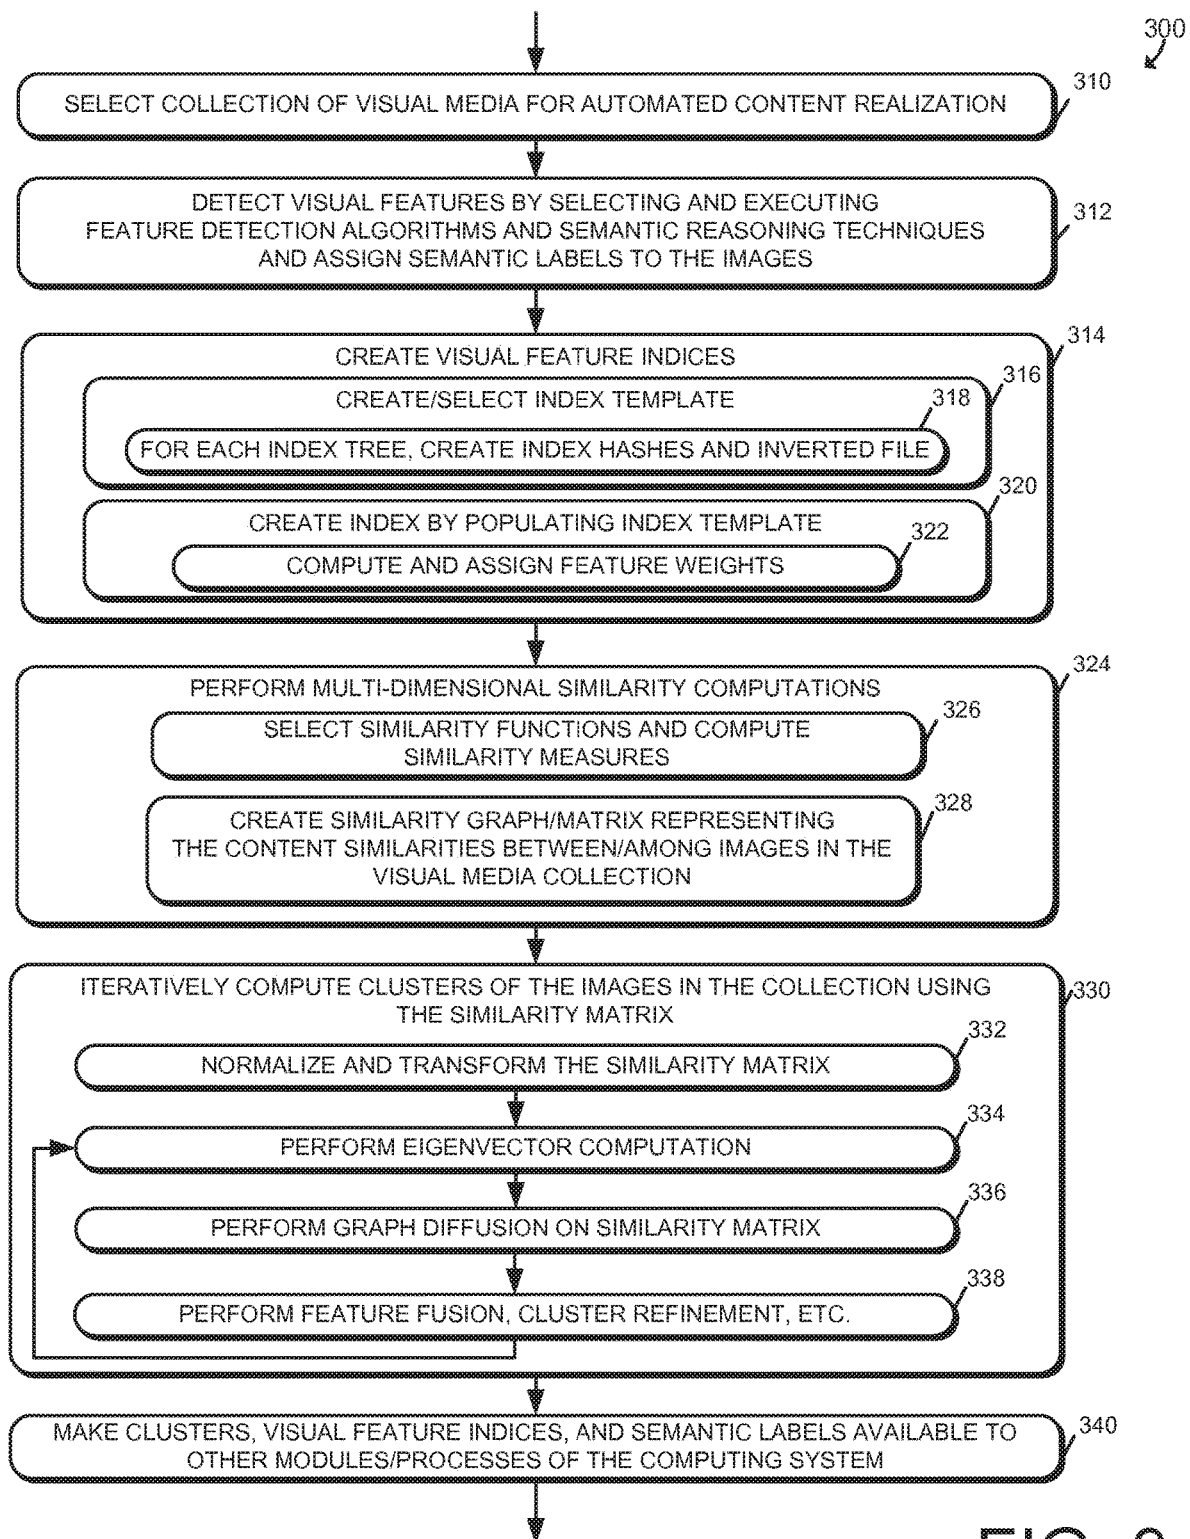 300
SELECT COLLECTION OF VISUAL MEDIA FOR AUTOMATED CONTENT REALIZATION
310
DETECT VISUAL FEATURES BY SELECTING AND EXECUTING
FEATURE DETECTION ALGORITHMS AND SEMANTIC REASONING TECHNIQUES
AND ASSIGN SEMANTIC LABELS TO THE IMAGES
312
CREATE VISUAL FEATURE INDICES
314
CREATE/SELECT INDEX TEMPLATE
316
318
FOR EACH INDEX TREE, CREATE INDEX HASHES AND INVERTED FILE
320
CREATE INDEX BY POPULATING INDEX TEMPLATE
322
COMPUTE AND ASSIGN FEATURE WEIGHTS
324
PERFORM MULTI-DIMENSIONAL SIMILARITY COMPUTATIONS
326
SELECT SIMILARITY FUNCTIONS AND COMPUTE
SIMILARITY MEASURES
328
CREATE SIMILARITY GRAPH/MATRIX REPRESENTING
THE CONTENT SIMILARITIES BETWEEN/AMONG IMAGES IN THE
VISUAL MEDIA COLLECTION
ITERATIVELY COMPUTE CLUSTERS OF THE IMAGES IN THE COLLECTION USING
THE SIMILARITY MATRIX
330
332
NORMALIZE AND TRANSFORM THE SIMILARITY MATRIX
334
PERFORM EIGENVECTOR COMPUTATION
336
PERFORM GRAPH DIFFUSION ON SIMILARITY MATRIX
338
PERFORM FEATURE FUSION, CLUSTER REFINEMENT, ETC.
MAKE CLUSTERS, VISUAL FEATURE INDICES, AND SEMANTIC LABELS AVAILABLE TO
OTHER MODULES/PROCESSES OF THE COMPUTING SYSTEM
340